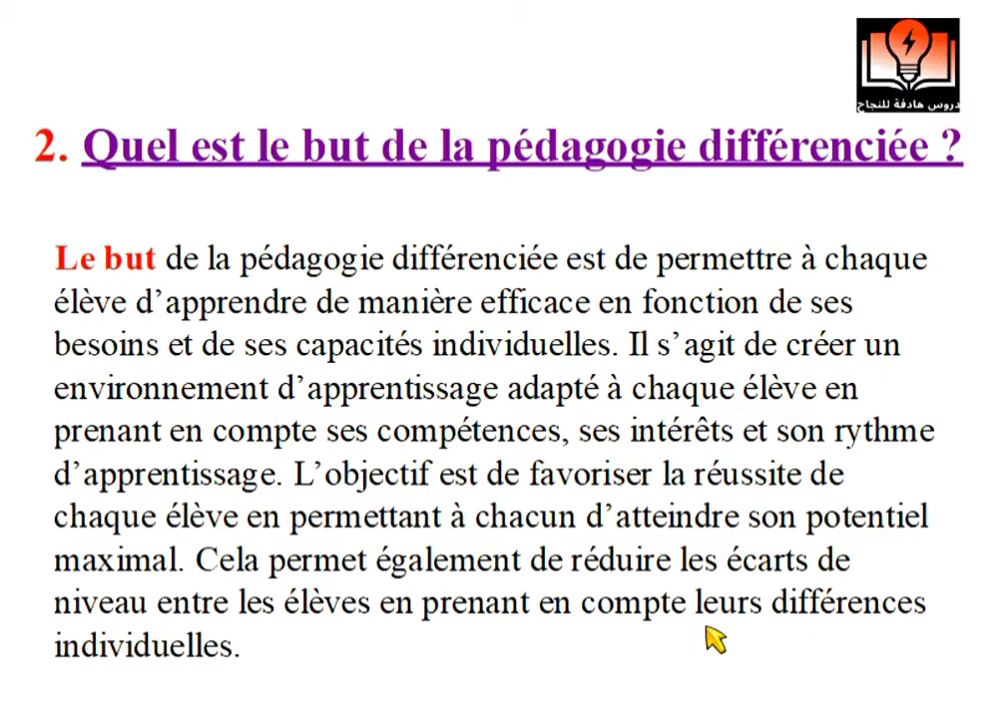 دروس هادفة للنجاح
2. Quel est le but de la pédagogie différenciée ?
Le but de la pédagogie différenciée est de permettre à chaque
élève d’apprendre de manière efficace en fonction de ses
besoins et de ses capacités individuelles. Il s’agit de créer un
environnement d’apprentissage adapté à chaque élève en
prenant en compte ses compétences, ses intérêts et son rythme
d’apprentissage. L’objectif est de favoriser la réussite de
chaque élève en permettant à chacun d’atteindre son potentiel
maximal. Cela permet également de réduire les écarts de
niveau entre les élèves en prenant en compte leurs différences
individuelles.